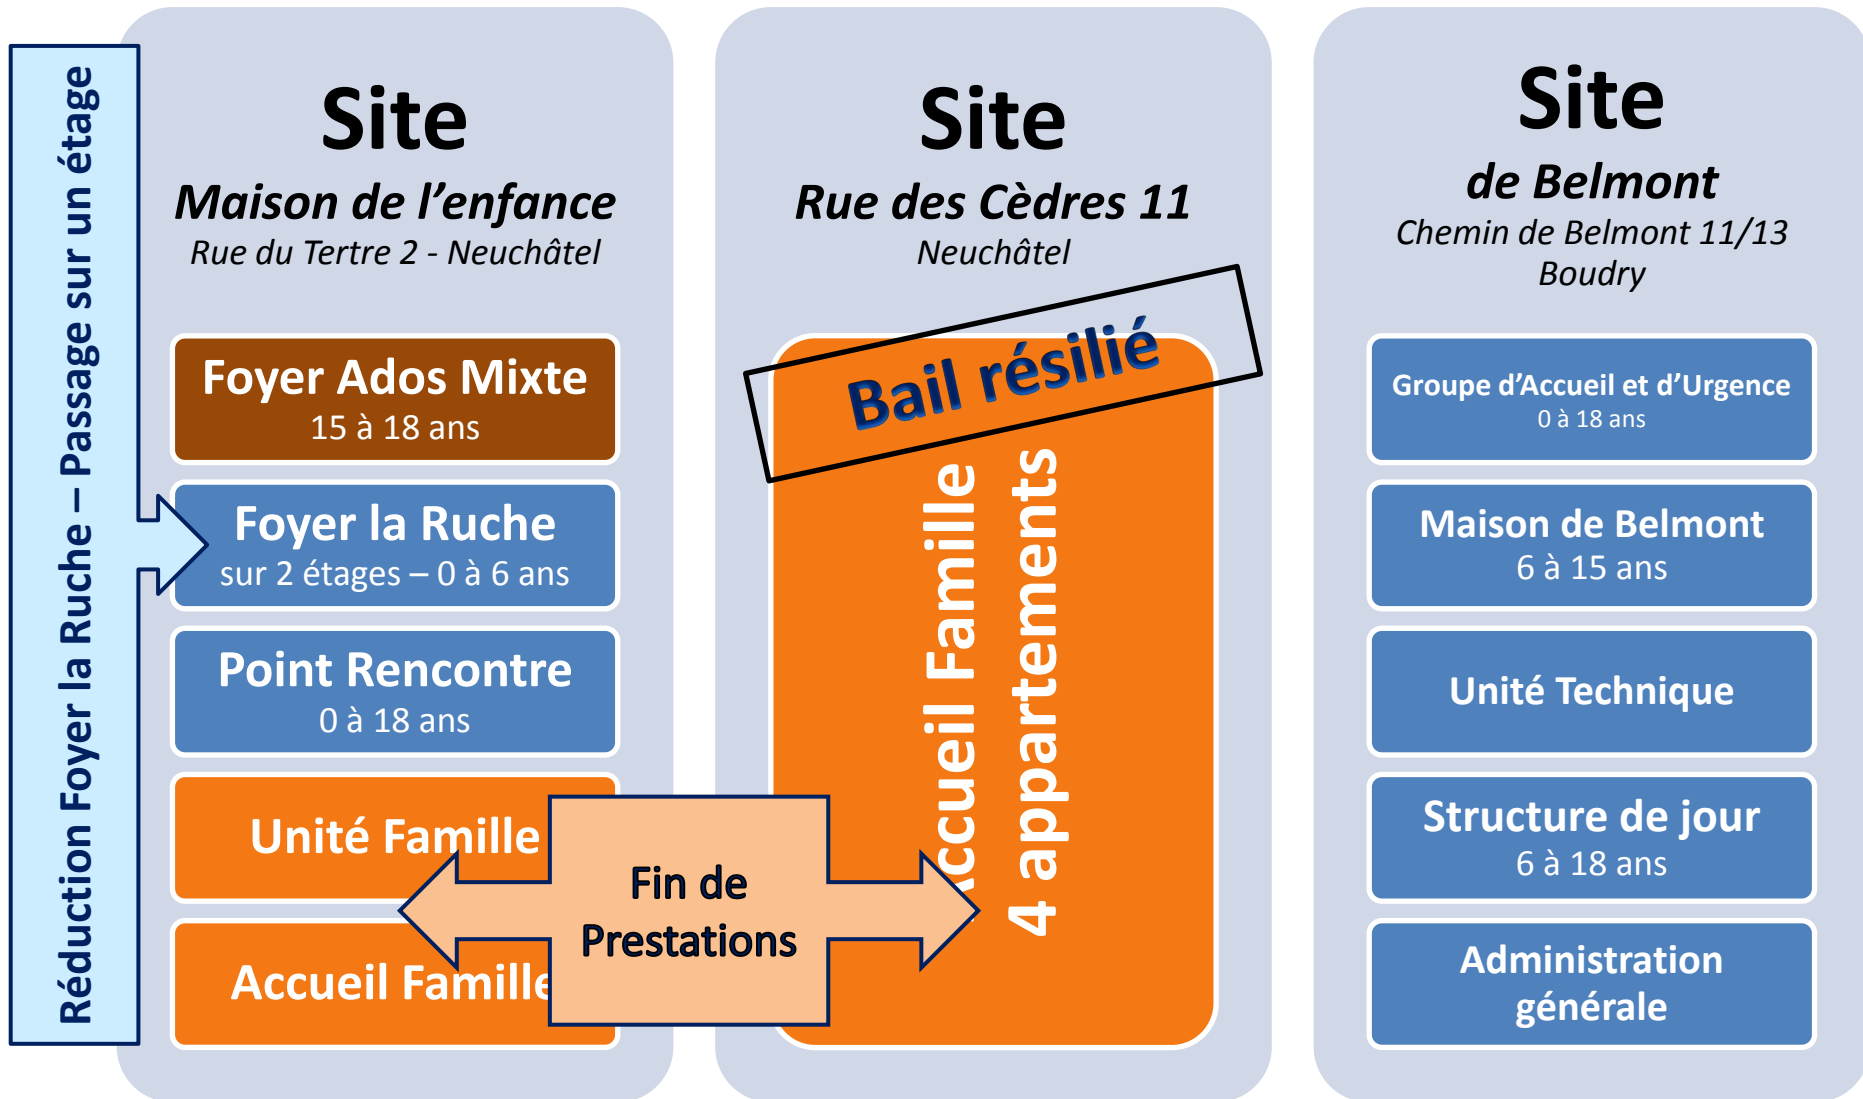 Réduction Foyer la Ruche – Passage sur un étage
Site
Maison de l’enfance
Rue du Tertre 2 - Neuchâtel
Foyer Ados Mixte
15 à 18 ans
Foyer la Ruche
sur 2 étages – 0 à 6 ans
Point Rencontre
0 à 18 ans
Unité Famille
Accueil Famille
Fin de
Prestations
Site
Rue des Cèdres 11
Neuchâtel
Bail résilié
Accueil Famille
4 appartements
Site
de Belmont
Chemin de Belmont 11/13
Boudry
Groupe d’Accueil et d’Urgence
0 à 18 ans
Maison de Belmont
6 à 15 ans
Unité Technique
Structure de jour
6 à 18 ans
Administration
générale